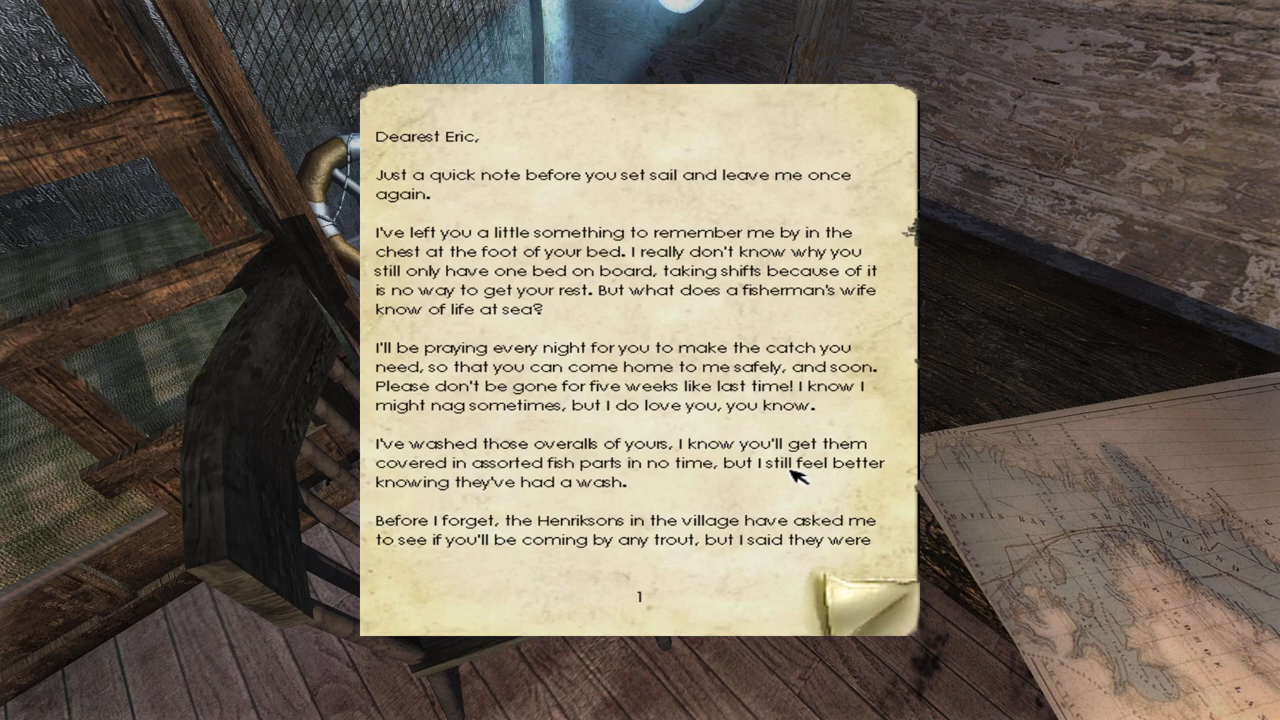 Dearest Eric,
Just a quick note before you set sail and leave me once
again.
I've left you a little something to remember me by in the
chest at the foot of your bed. I really don't know why you
still only have one bed on board, taking shifts because of it
is no way to get your rest. But what does a fisherman's wife
know of life at sea?
I'll be praying every night for you to make the catch you
need, so that you can come home to me safely, and soon.
Please don't be gone for five weeks like last time! I know I
might nag sometimes, but I do love you, you know.
I've washed those overalls of yours, I know you'll get them
covered in assorted fish parts in no time, but I still feel better
knowing they've had a wash.
Before I forget, the Henriksons in the village have asked me
to see if you'll be coming by any trout, but I said they were
1